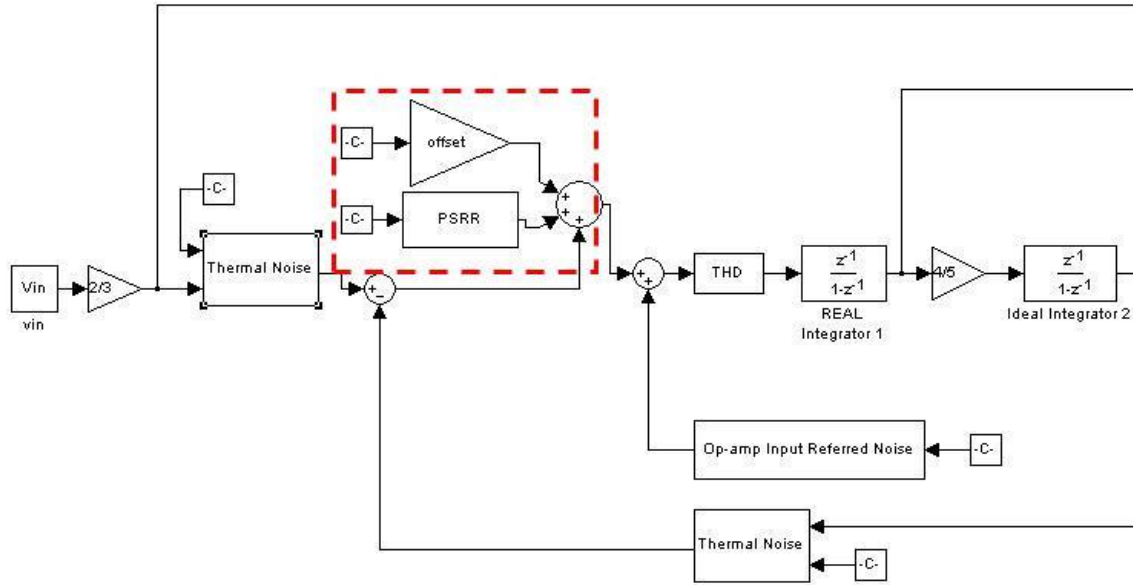 -C-
offset
-C-
PSRR
+
+
+
-C-
Thermal Noise
Vin
vin
2/3
+
−
+
+
THD
z-1
1-z-1
REAL
Integrator 1
4/5
z-1
1-z-1
Ideal Integrator 2
Op-amp Input Referred Noise
-C-
Thermal Noise
-C-